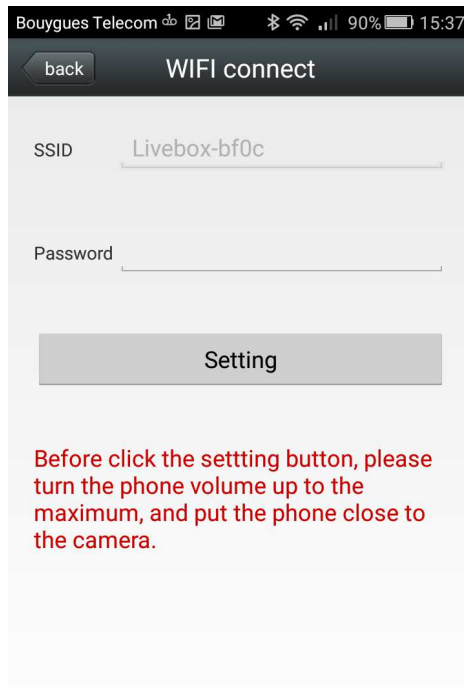 Bouygues Telecom 90% 15:37
back WIFI connect
SSID Livebox-bf0c
Password
Setting
Before click the settting button, please
turn the phone volume up to the
maximum, and put the phone close to
the camera.